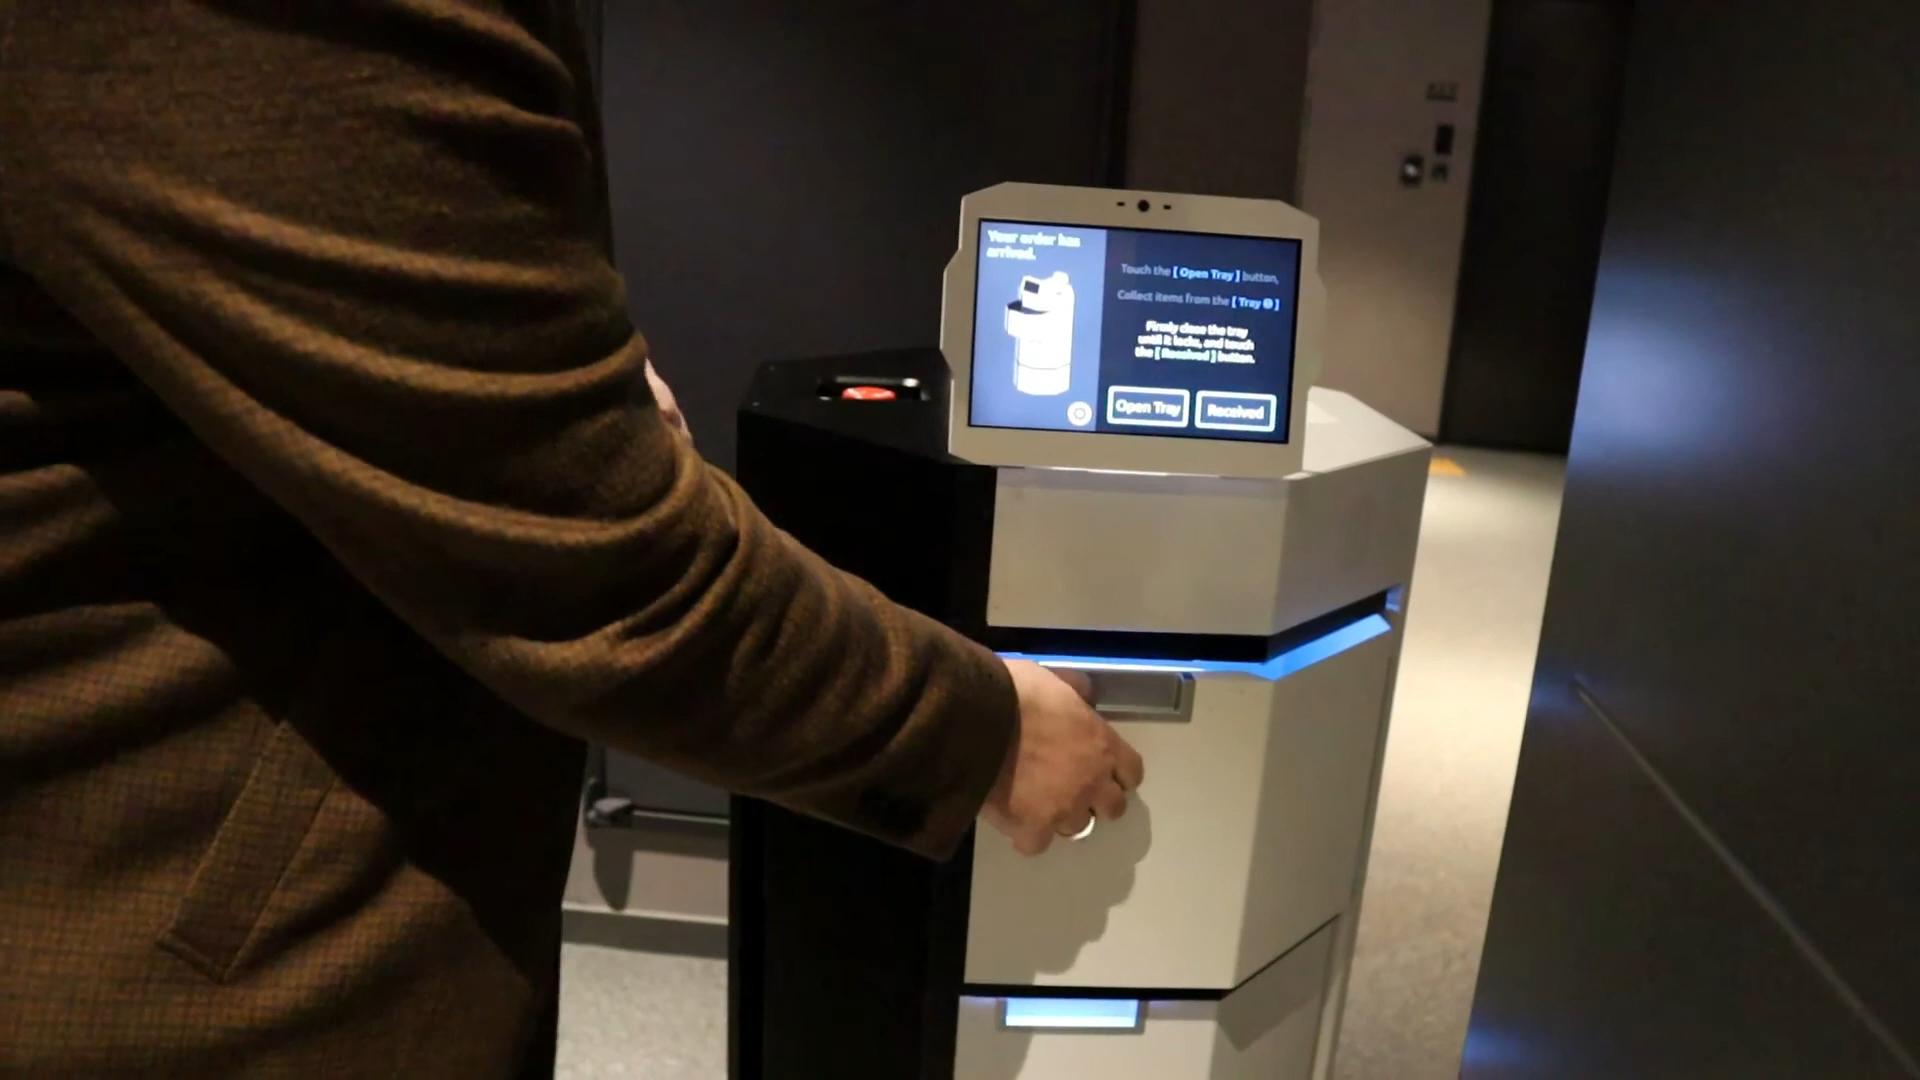 Your order has
arrived.
Touch the [ Open Tray ] button,
Collect items from the [ Tray ]
Firmly close the tray
until it locks, and touch
the [ Received ] button.
Open Tray
Received